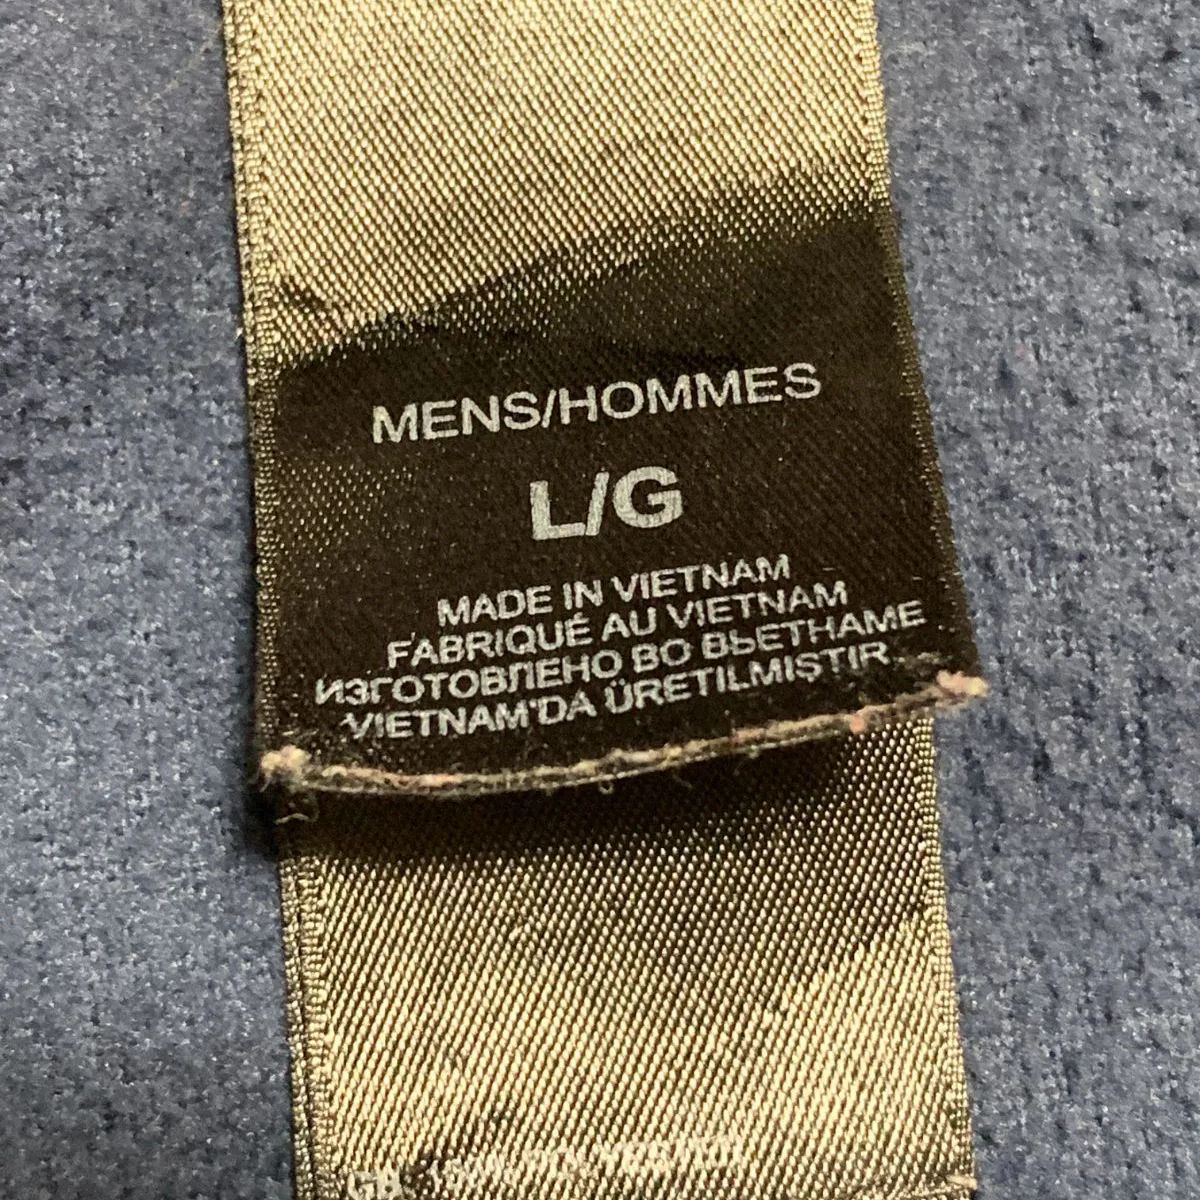 MENS/HOMMES
L/G
MADE IN VIETNAM
FABRIQUÉ AU VIETNAM
ИЗГОТОВЛЕНО ВО ВЬЕТНАМЕ
VIETNAM'DA ÜRETILMIŞTIR